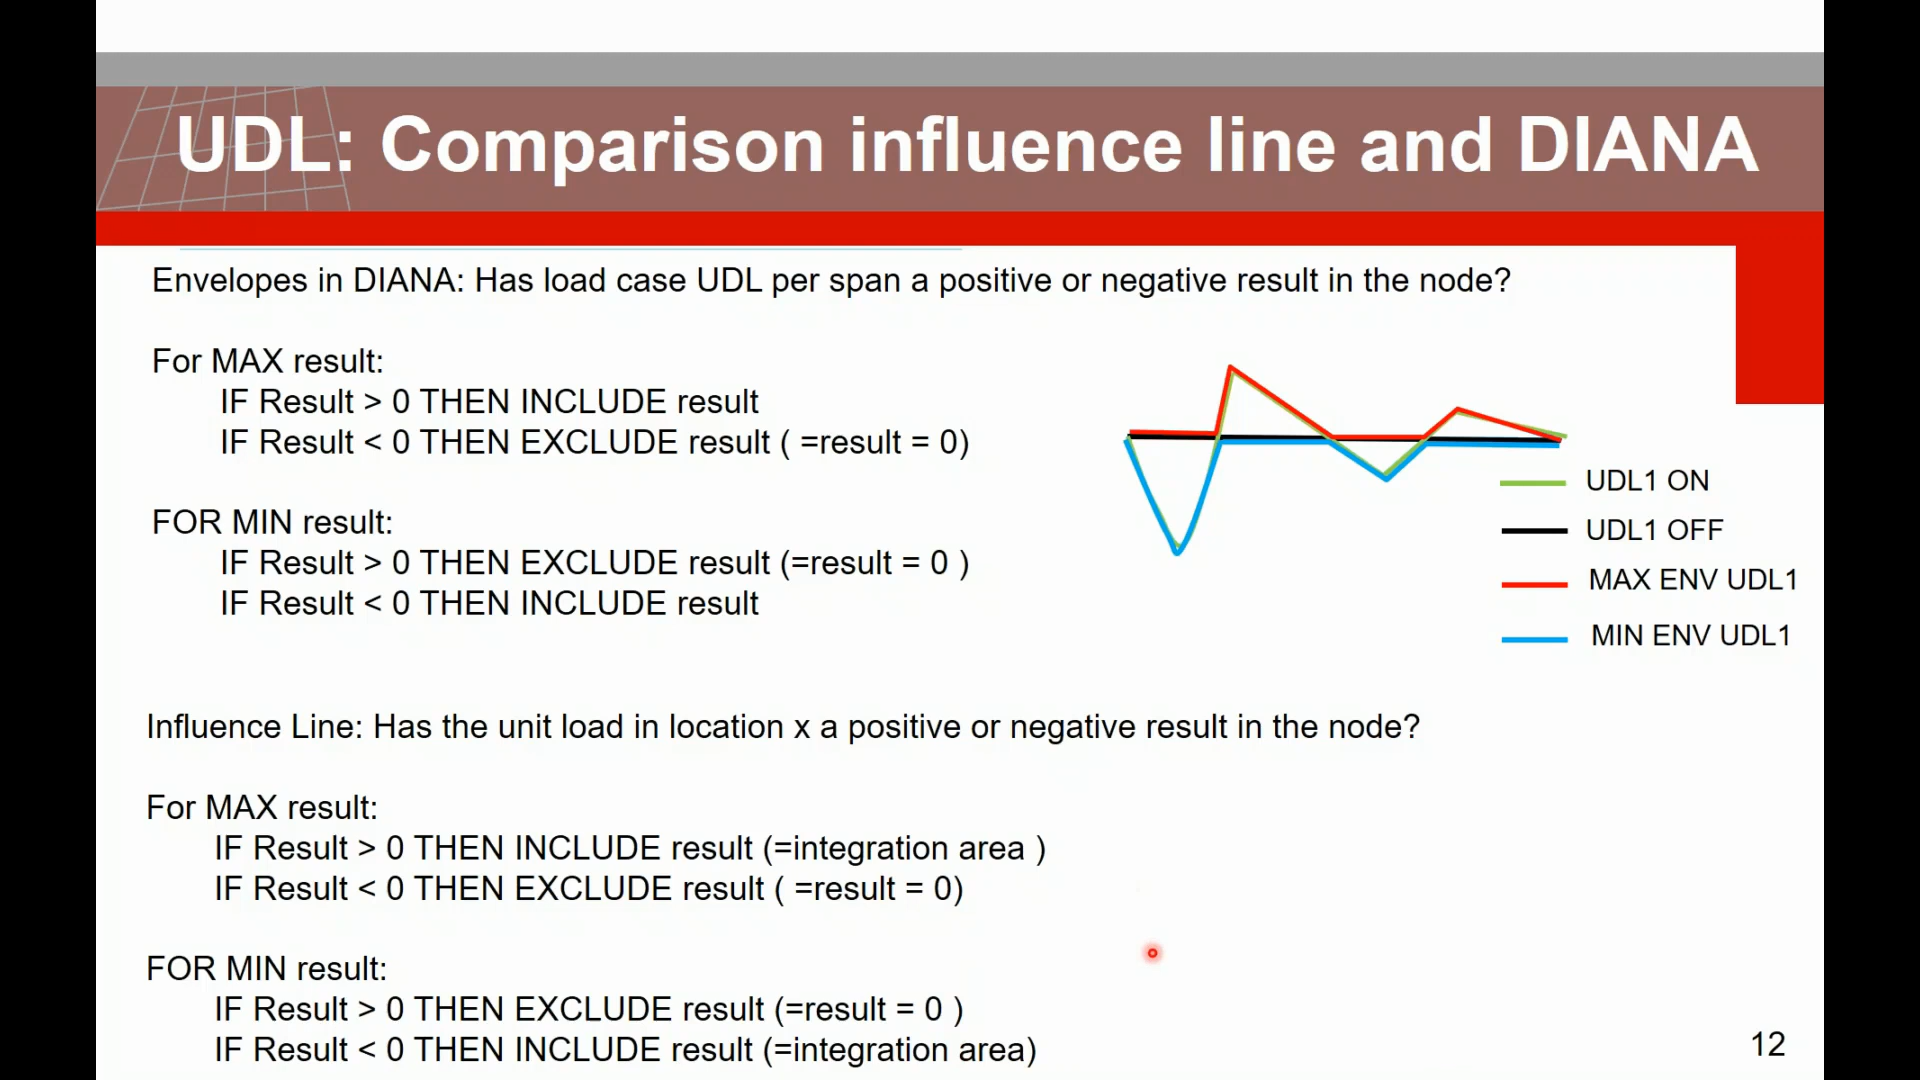 UDL: Comparison influence line and DIANA
Envelopes in DIANA: Has load case UDL per span a positive or negative result in the node?
For MAX result:
IF Result > 0 THEN INCLUDE result
IF Result < 0 THEN EXCLUDE result ( =result = 0)
FOR MIN result:
IF Result > 0 THEN EXCLUDE result (=result = 0 )
IF Result < 0 THEN INCLUDE result
UDL1 ON
UDL1 OFF
MAX ENV UDL1
MIN ENV UDL1
Influence Line: Has the unit load in location x a positive or negative result in the node?
For MAX result:
IF Result > 0 THEN INCLUDE result (=integration area )
IF Result < 0 THEN EXCLUDE result ( =result = 0)
FOR MIN result:
IF Result > 0 THEN EXCLUDE result (=result = 0 )
IF Result < 0 THEN INCLUDE result (=integration area)
12